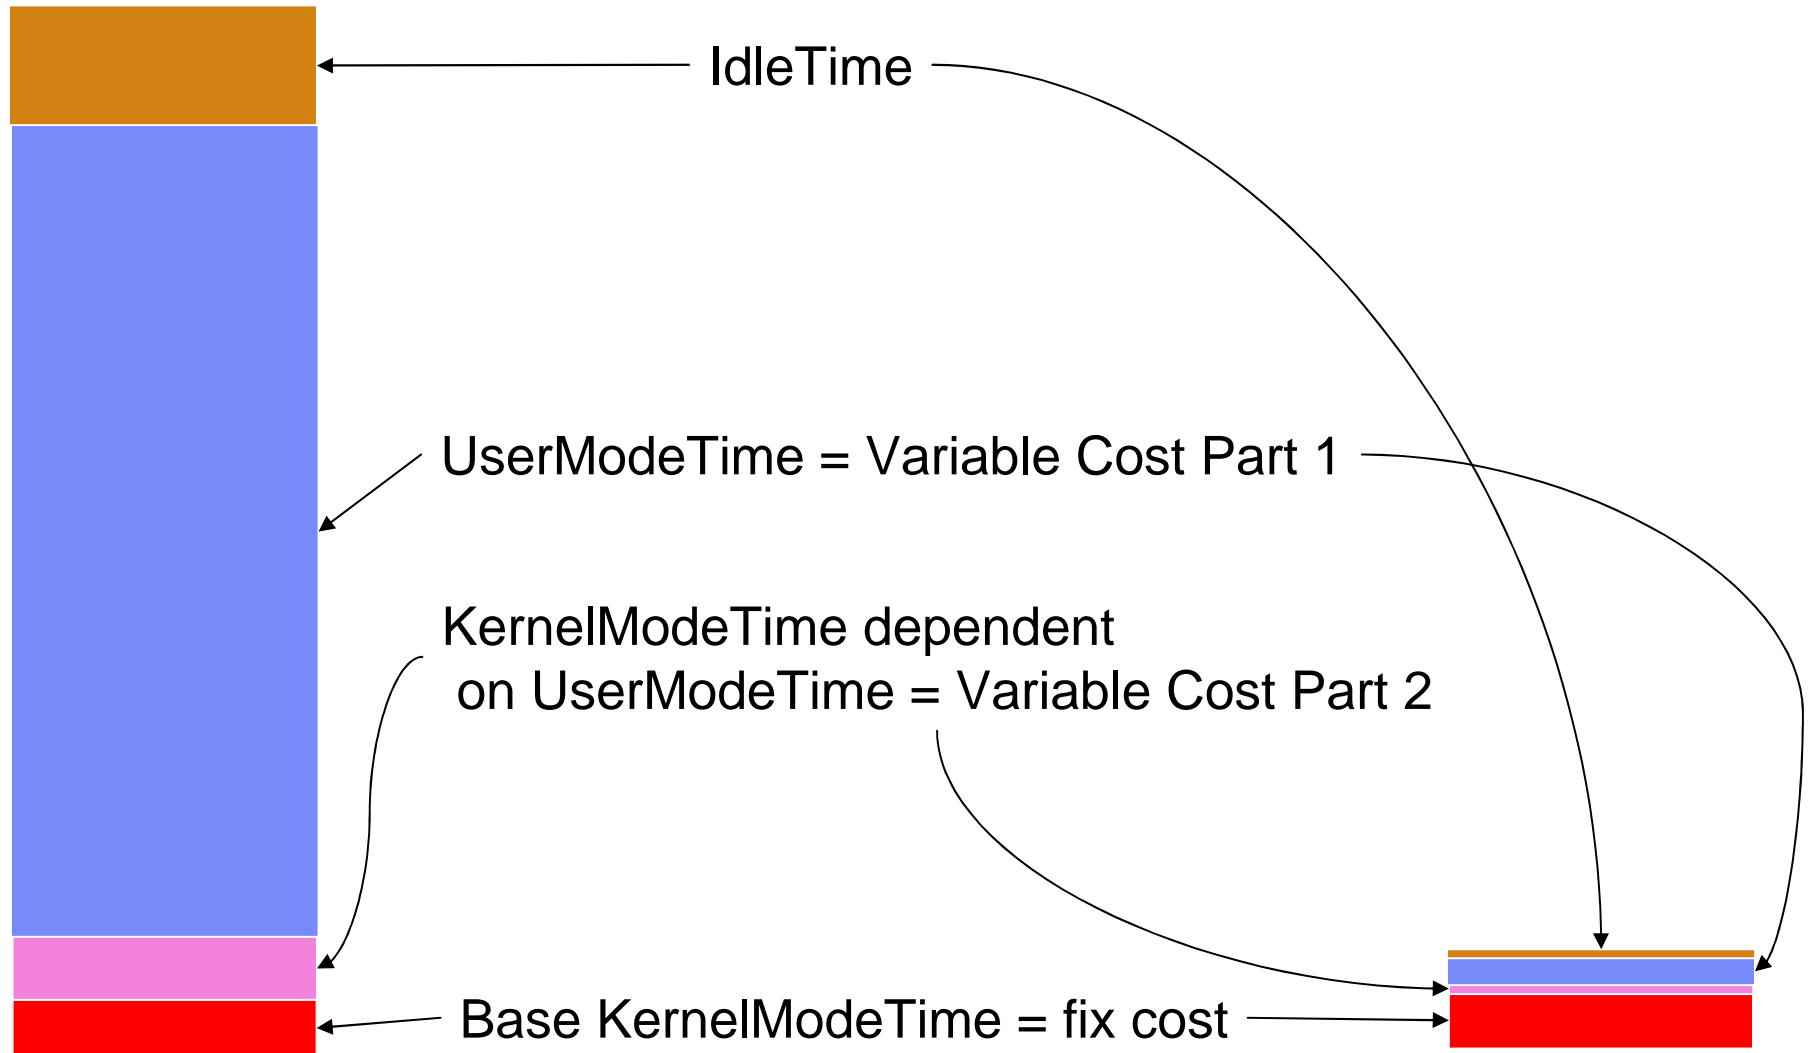 IdleTime
UserModeTime = Variable Cost Part 1
KernelModeTime dependent
on UserModeTime = Variable Cost Part 2
Base KernelModeTime = fix cost